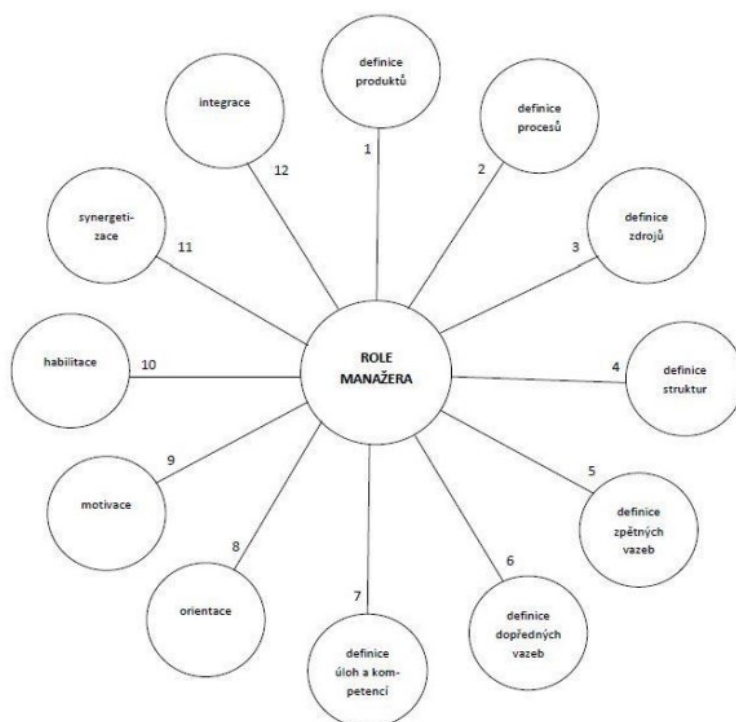 definice
produktů
1
definice
procesů
2
definice
zdrojů
3
definice
struktur
4
definice
zpětných
vazeb
5
definice
dopředných
vazeb
6
definice
úloh a kom-
petencí
7
orientace
8
motivace
9
habilitace
10
synergeti-
zace
11
integrace
12
ROLE
MANAŽERA